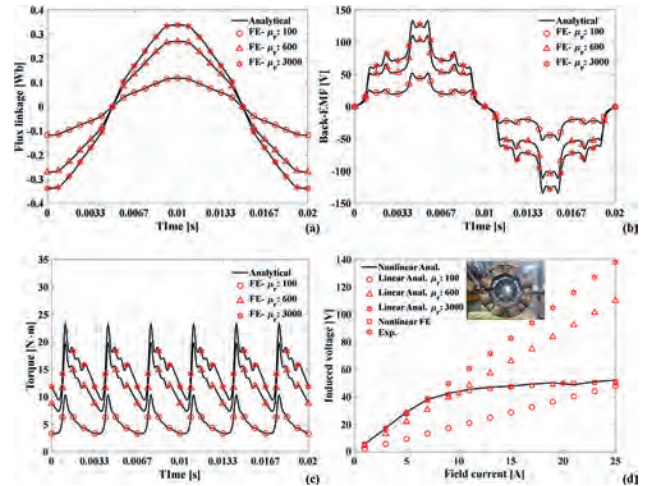 Analytical
FE- μr: 100
FE- μr: 600
FE- μr: 3000
0.4
0.3
0.2
0.1
0
-0.1
-0.2
-0.3
-0.4
Flux linkage [Wb]
0 0.0033 0.0067 0.01 0.0133 0.0167 0.02
TIme [s]
(a)
Analytical
FE- μr: 100
FE- μr: 600
FE- μr: 3000
150
100
50
0
-50
-100
-150
Back-EMF [V]
0 0.0033 0.0067 0.01 0.0133 0.0167 0.02
TIme [s]
(b)
Analytical
FE- μr: 100
FE- μr: 600
FE- μr: 3000
35
30
25
20
15
10
5
0
Torque [N·m]
0 0.0033 0.0067 0.01 0.0133 0.0167 0.02
TIme [s]
(c)
Nonlinear Anal.
Linear Anal. μr: 100
Linear Anal. μr: 600
Linear Anal. μr: 3000
Nonlinear FE
Exp.
140
120
100
80
60
40
20
0
Induced voltage [V]
0 5 10 15 20 25
Field current [A]
(d)